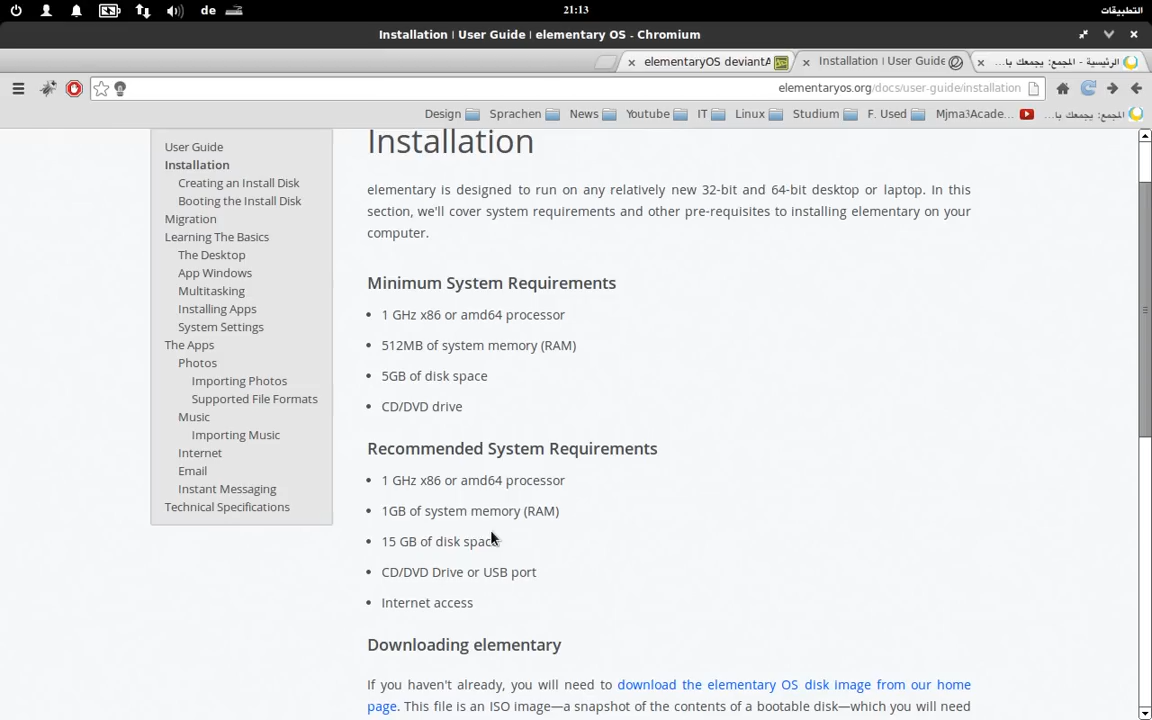 de
21:13
التطبيقات
Installation | User Guide | elementary OS - Chromium
elementaryOS deviantA
Installation | User Guide
الرئيسية - المجمع: يجمعك با...
elementaryos.org/docs/user-guide/installation
Design
Sprachen
News
Youtube
IT
Linux
Studium
F. Used
Mjma3Acade...
المجمع: يجمعك با...
User Guide
Installation
Creating an Install Disk
Booting the Install Disk
Migration
Learning The Basics
The Desktop
App Windows
Multitasking
Installing Apps
System Settings
The Apps
Photos
Importing Photos
Supported File Formats
Music
Importing Music
Internet
Email
Instant Messaging
Technical Specifications
Installation
elementary is designed to run on any relatively new 32-bit and 64-bit desktop or laptop. In this
section, we'll cover system requirements and other pre-requisites to installing elementary on your
computer.
Minimum System Requirements
1 GHz x86 or amd64 processor
512MB of system memory (RAM)
5GB of disk space
CD/DVD drive
Recommended System Requirements
1 GHz x86 or amd64 processor
1GB of system memory (RAM)
15 GB of disk space
CD/DVD Drive or USB port
Internet access
Downloading elementary
If you haven't already, you will need to download the elementary OS disk image from our home
page. This file is an ISO image—a snapshot of the contents of a bootable disk—which you will need